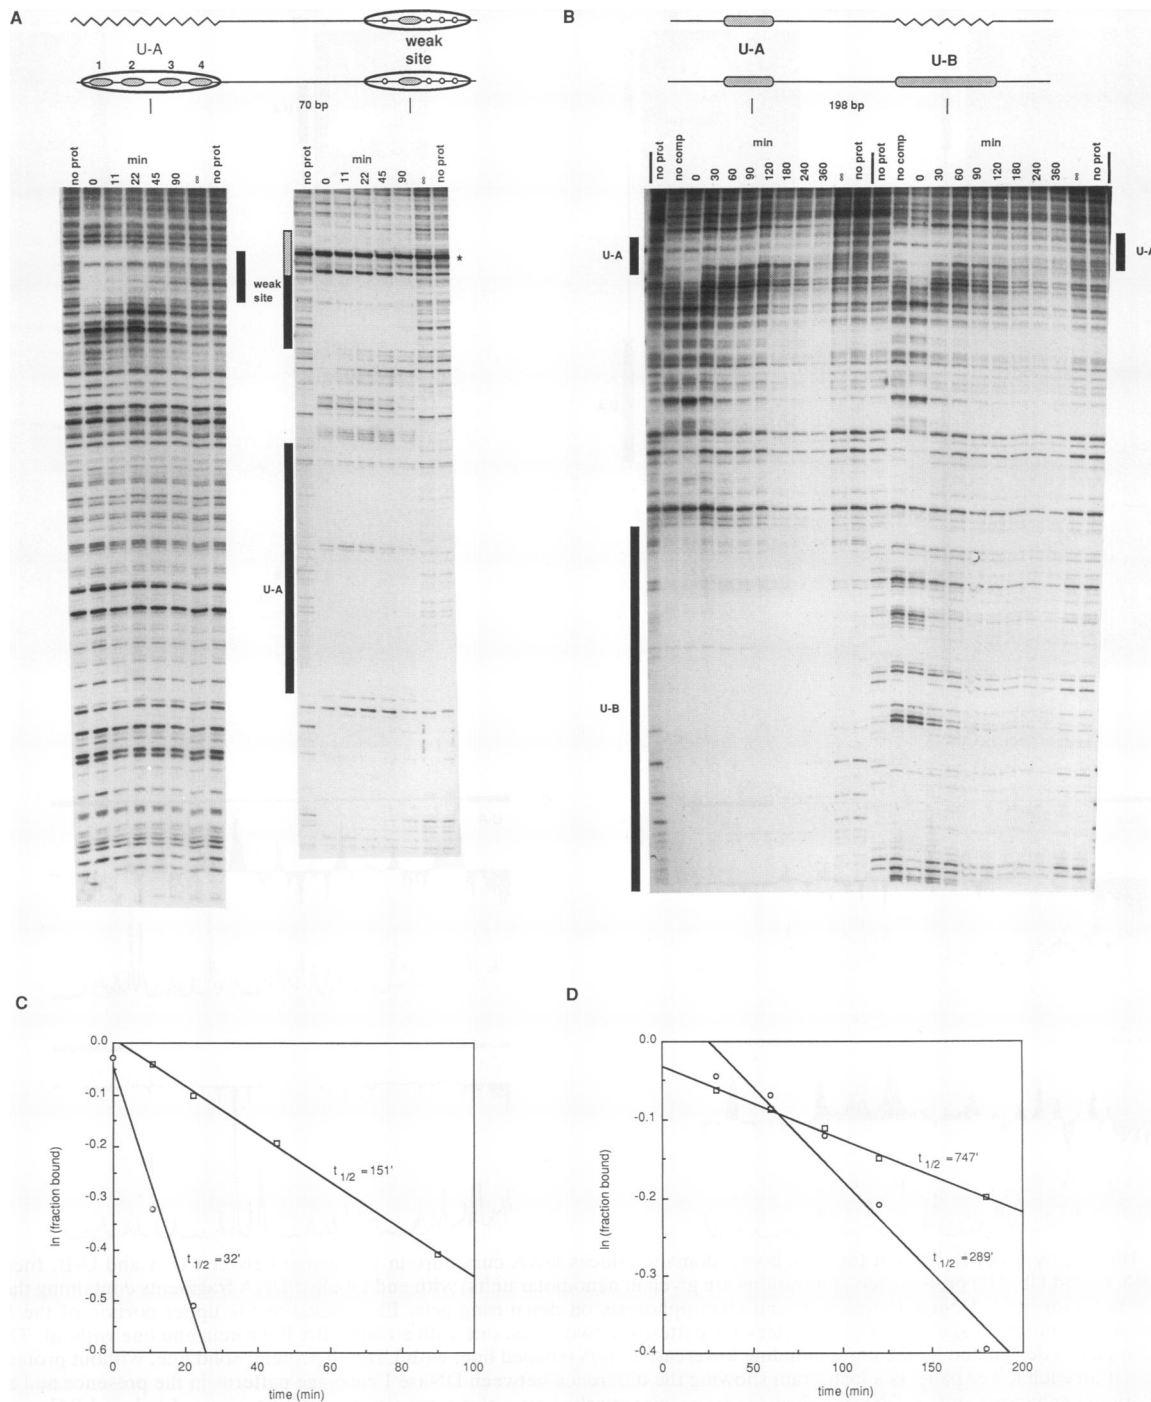 A
U-A
1 2 3 4
weak
site
70 bp
min
no prot
0
11
22
45
90
∞
no prot
min
no prot
0
11
22
45
90
∞
no prot
weak
site
*
U-A
B
U-A
U-B
198 bp
min
no prot
no comp
0
30
60
90
120
180
240
360
∞
no prot
min
no prot
no comp
0
30
60
90
120
180
240
360
∞
no prot
U-A
U-A
U-B
C
0.0
-0.1
-0.2
-0.3
-0.4
-0.5
-0.6
ln (fraction bound)
t 1/2 =151'
t 1/2 =32'
0 20 40 60 80 100
time (min)
D
0.0
-0.1
-0.2
-0.3
-0.4
ln (fraction bound)
t 1/2 =747'
t 1/2 =289'
0 50 100 150 200
time (min)